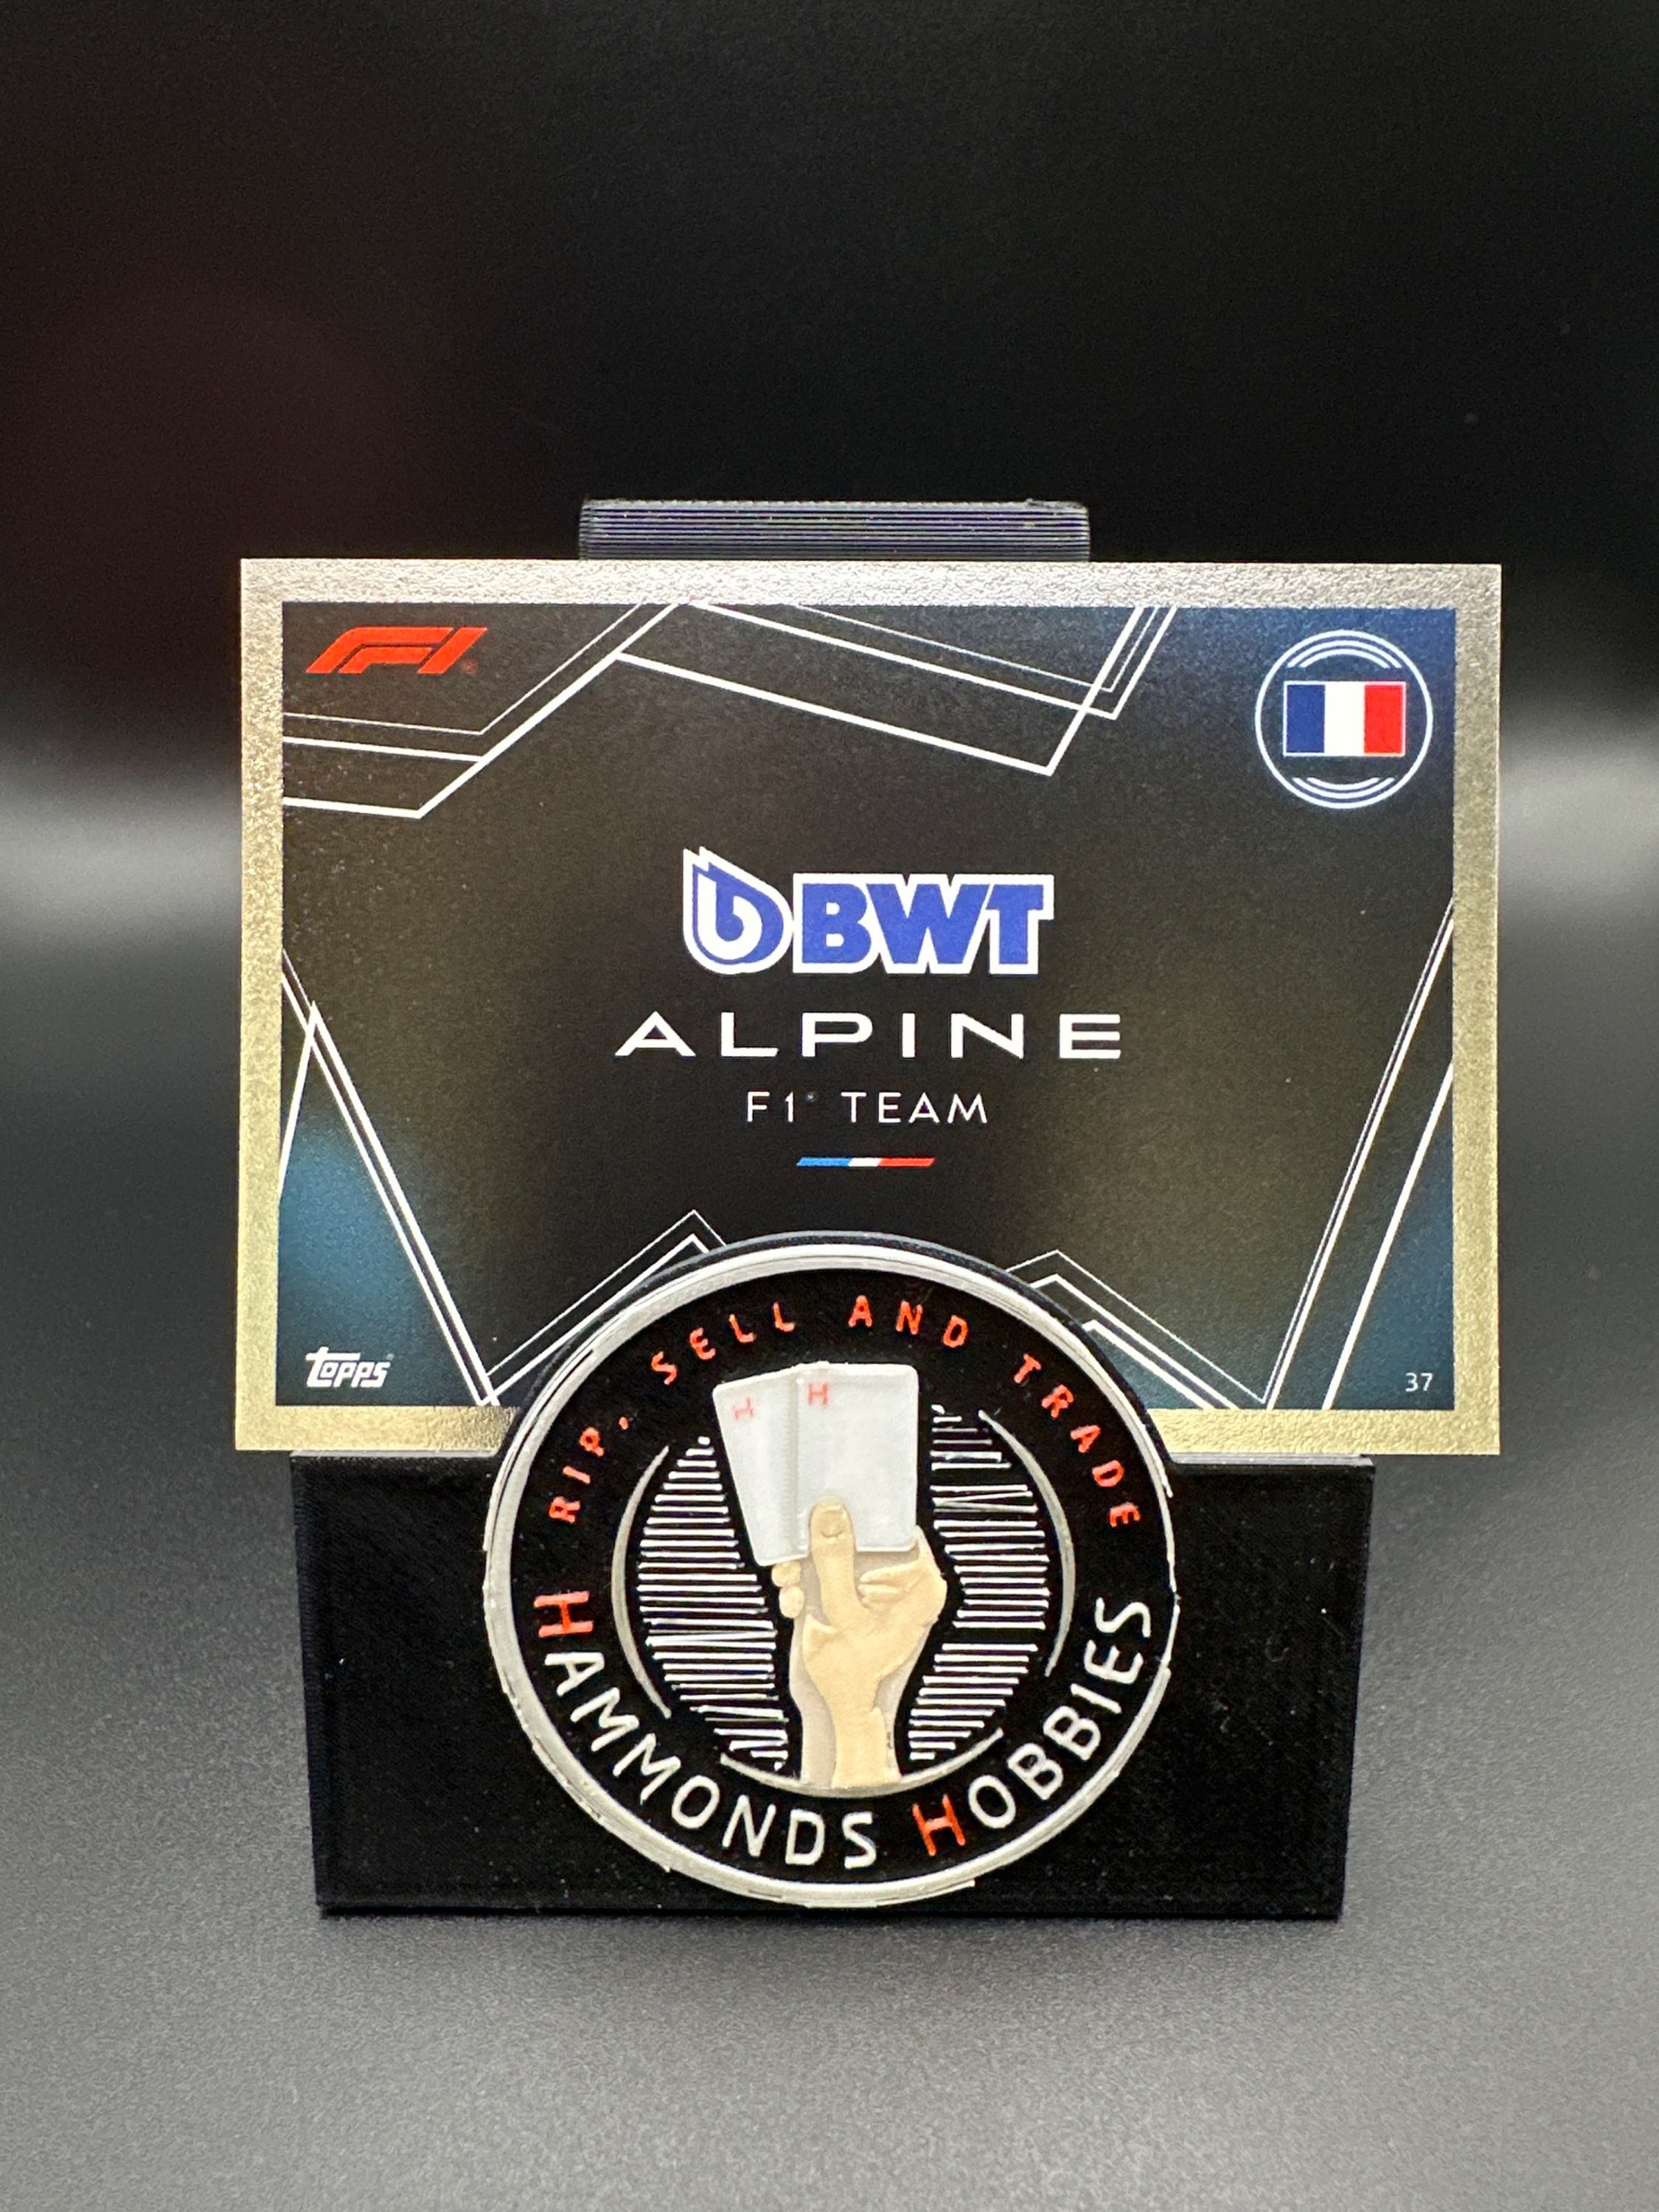 F1
BWT
ALPINE
F1 TEAM
topps
37
RIP, SELL AND TRADE
H H
HAMMONDS HOBBIES